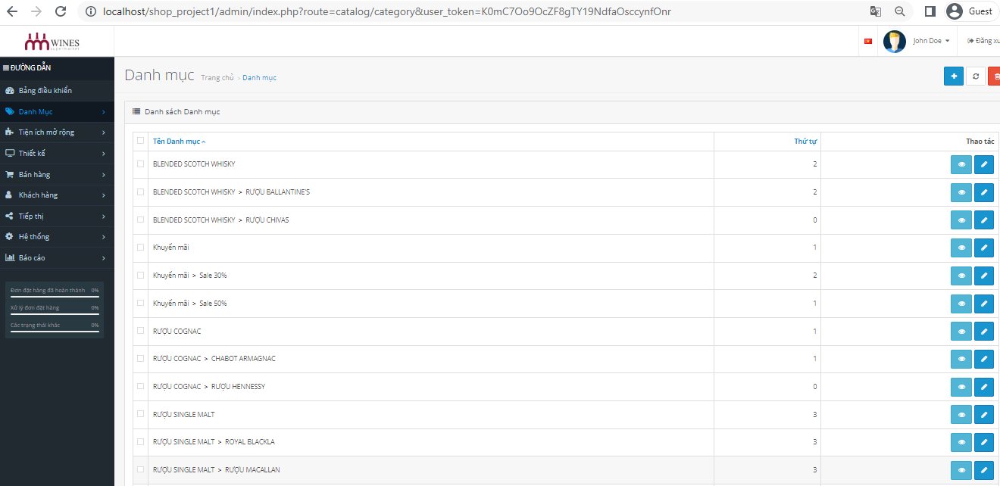 localhost/shop_project1/admin/index.php?route=catalog/category&user_token=K0mC7Oo9OcZF8gTY19NdfaOsccynfOnr
Guest
WINES
supermarket
John Doe
Đăng xu
ĐƯỜNG DẪN
Bảng điều khiển
Danh Mục
Tiện ích mở rộng
Thiết kế
Bán hàng
Khách hàng
Tiếp thị
Hệ thống
Báo cáo
Đơn đặt hàng đã hoàn thành 0%
Xử lý đơn đặt hàng 0%
Các trạng thái khác 0%
Danh mục Trang chủ › Danh mục
Danh sách Danh mục
Tên Danh mục Thứ tự Thao tác
BLENDED SCOTCH WHISKY 2
BLENDED SCOTCH WHISKY > RƯỢU BALLANTINE'S 2
BLENDED SCOTCH WHISKY > RƯỢU CHIVAS 0
Khuyến mãi 1
Khuyến mãi > Sale 30% 2
Khuyến mãi > Sale 50% 1
RƯỢU COGNAC 1
RƯỢU COGNAC > CHABOT ARMAGNAC 1
RƯỢU COGNAC > RƯỢU HENNESSY 0
RƯỢU SINGLE MALT 3
RƯỢU SINGLE MALT > ROYAL BLACKLA 3
RƯỢU SINGLE MALT > RƯỢU MACALLAN 3